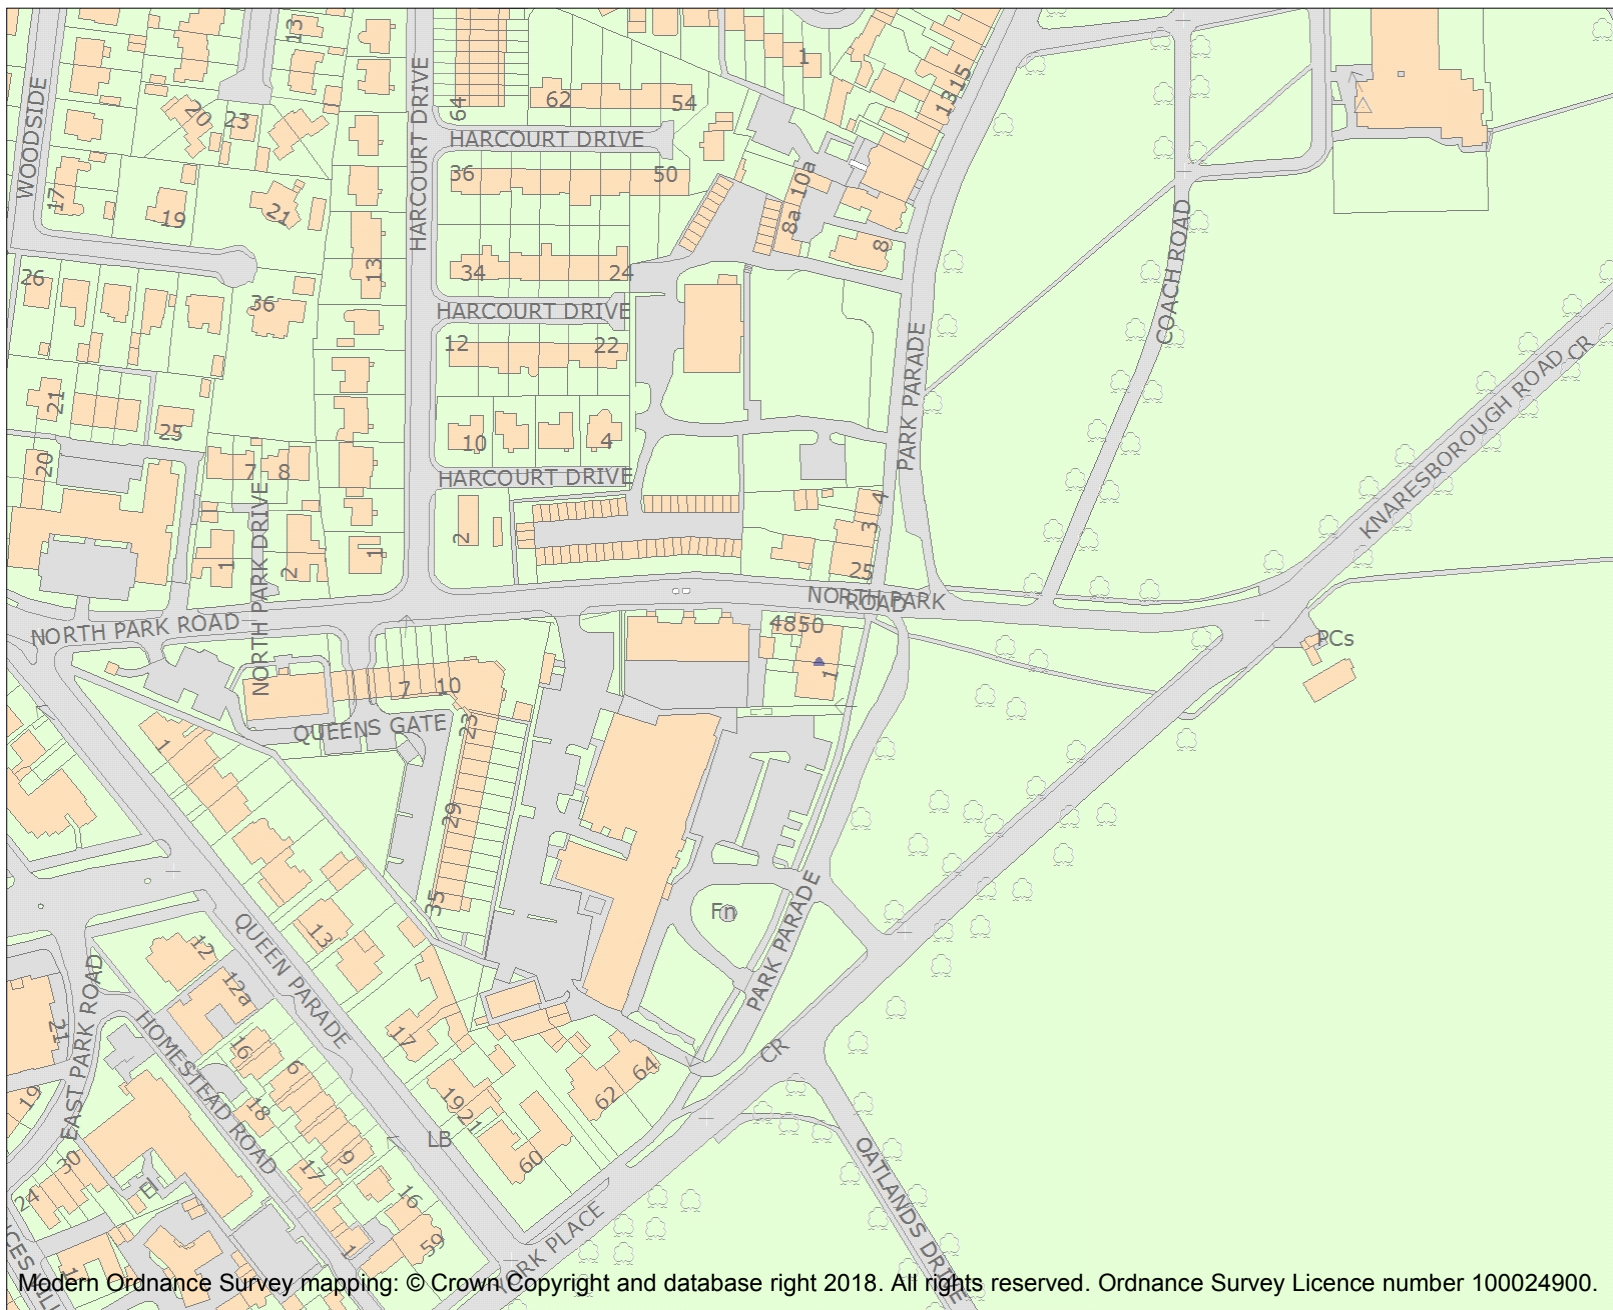 13
1
1315
WOODSIDE
20
23
HARCOURT DRIVE
64
62
54
HARCOURT DRIVE
36
50
17
19
21
8a 10a
8
13
26
36
34
24
HARCOURT DRIVE
12
22
COACH ROAD
PARK PARADE
KNARESBOROUGH ROAD
CR
21
25
10
4
20
7
8
HARCOURT DRIVE
2
3
4
NORTH PARK DRIVE
1
2
1
25
NORTH PARK
ROAD
NORTH PARK ROAD
4850
1
PCs
7
10
23
QUEENS GATE
1
29
35
Fn
PARK PARADE
QUEEN PARADE
13
12
12a
EAST PARK ROAD
21
19
HOMESTEAD ROAD
16
6
18
17
CR
64
62
1921
LB
60
OATLANDS DRIVE
30
24
El
17
9
16
59
1
1
YORK PLACE
Modern Ordnance Survey mapping: © Crown Copyright and database right 2018. All rights reserved. Ordnance Survey Licence number 100024900.